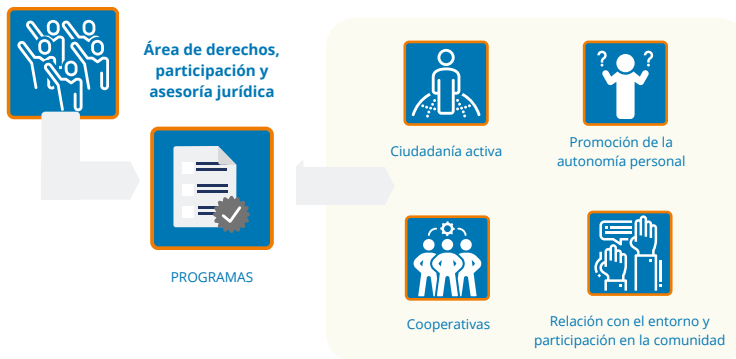 Área de derechos,
participación y
asesoría jurídica
PROGRAMAS
Ciudadanía activa
Promoción de la
autonomía personal
Cooperativas
Relación con el entorno y
participación en la comunidad